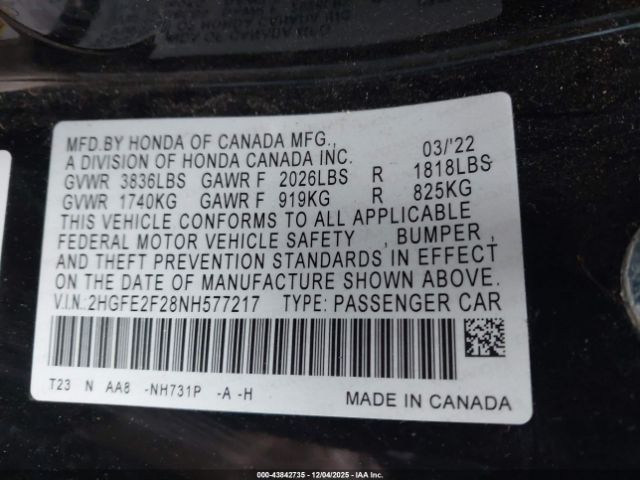 MFD.BY HONDA OF CANADA MFG.,
A DIVISION OF HONDA CANADA INC. 03/'22
GVWR 3836LBS GAWR F 2026LBS R 1818LBS
GVWR 1740KG GAWR F 919KG R 825KG
THIS VEHICLE CONFORMS TO ALL APPLICABLE
FEDERAL MOTOR VEHICLE SAFETY , BUMPER ,
AND THEFT PREVENTION STANDARDS IN EFFECT
ON THE DATE OF MANUFACTURE SHOWN ABOVE.
V.I.N.:2HGFE2F28NH577217 TYPE: PASSENGER CAR
T23 N AA8 -NH731P -A -H
MADE IN CANADA
000-43842735 - 12/04/2025 - IAA Inc.